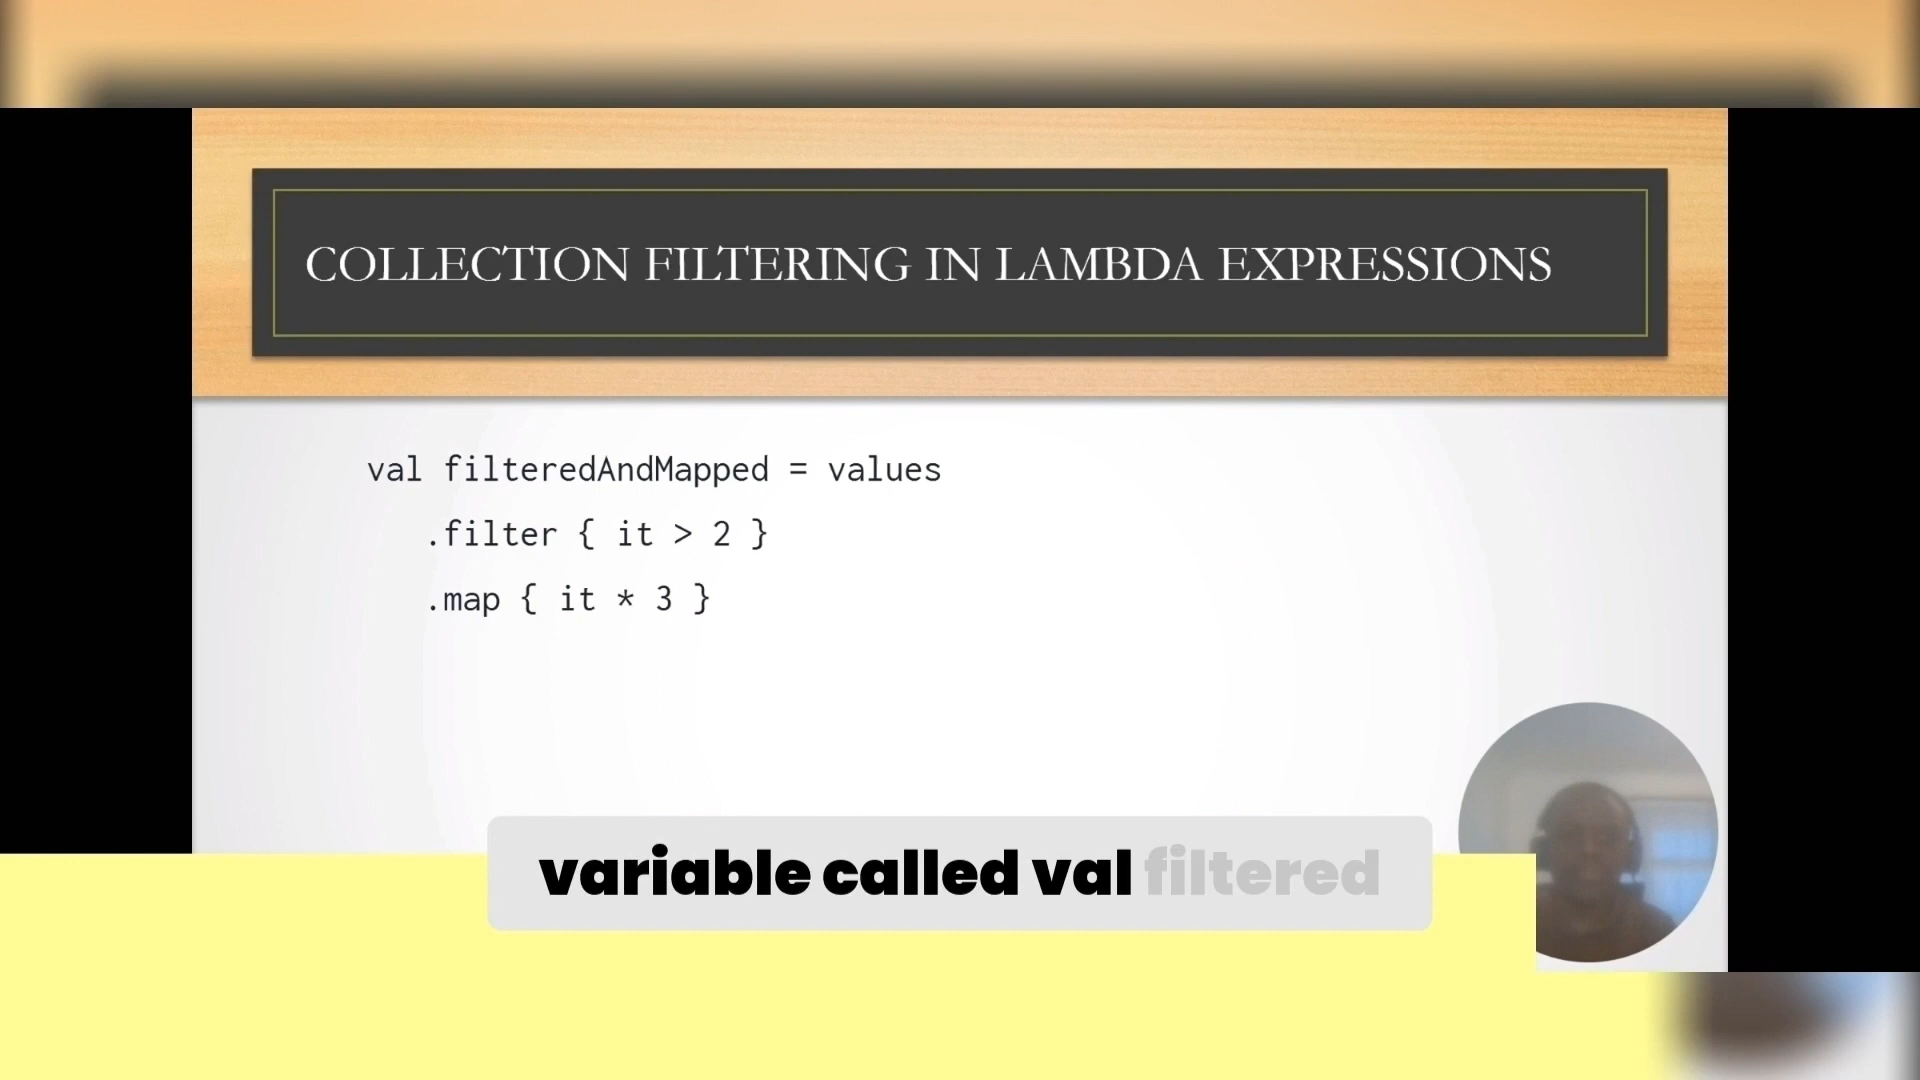 COLLECTION FILTERING IN LAMBDA EXPRESSIONS
val filteredAndMapped = values
.filter { it > 2 }
.map { it * 3 }
variable called val filtered